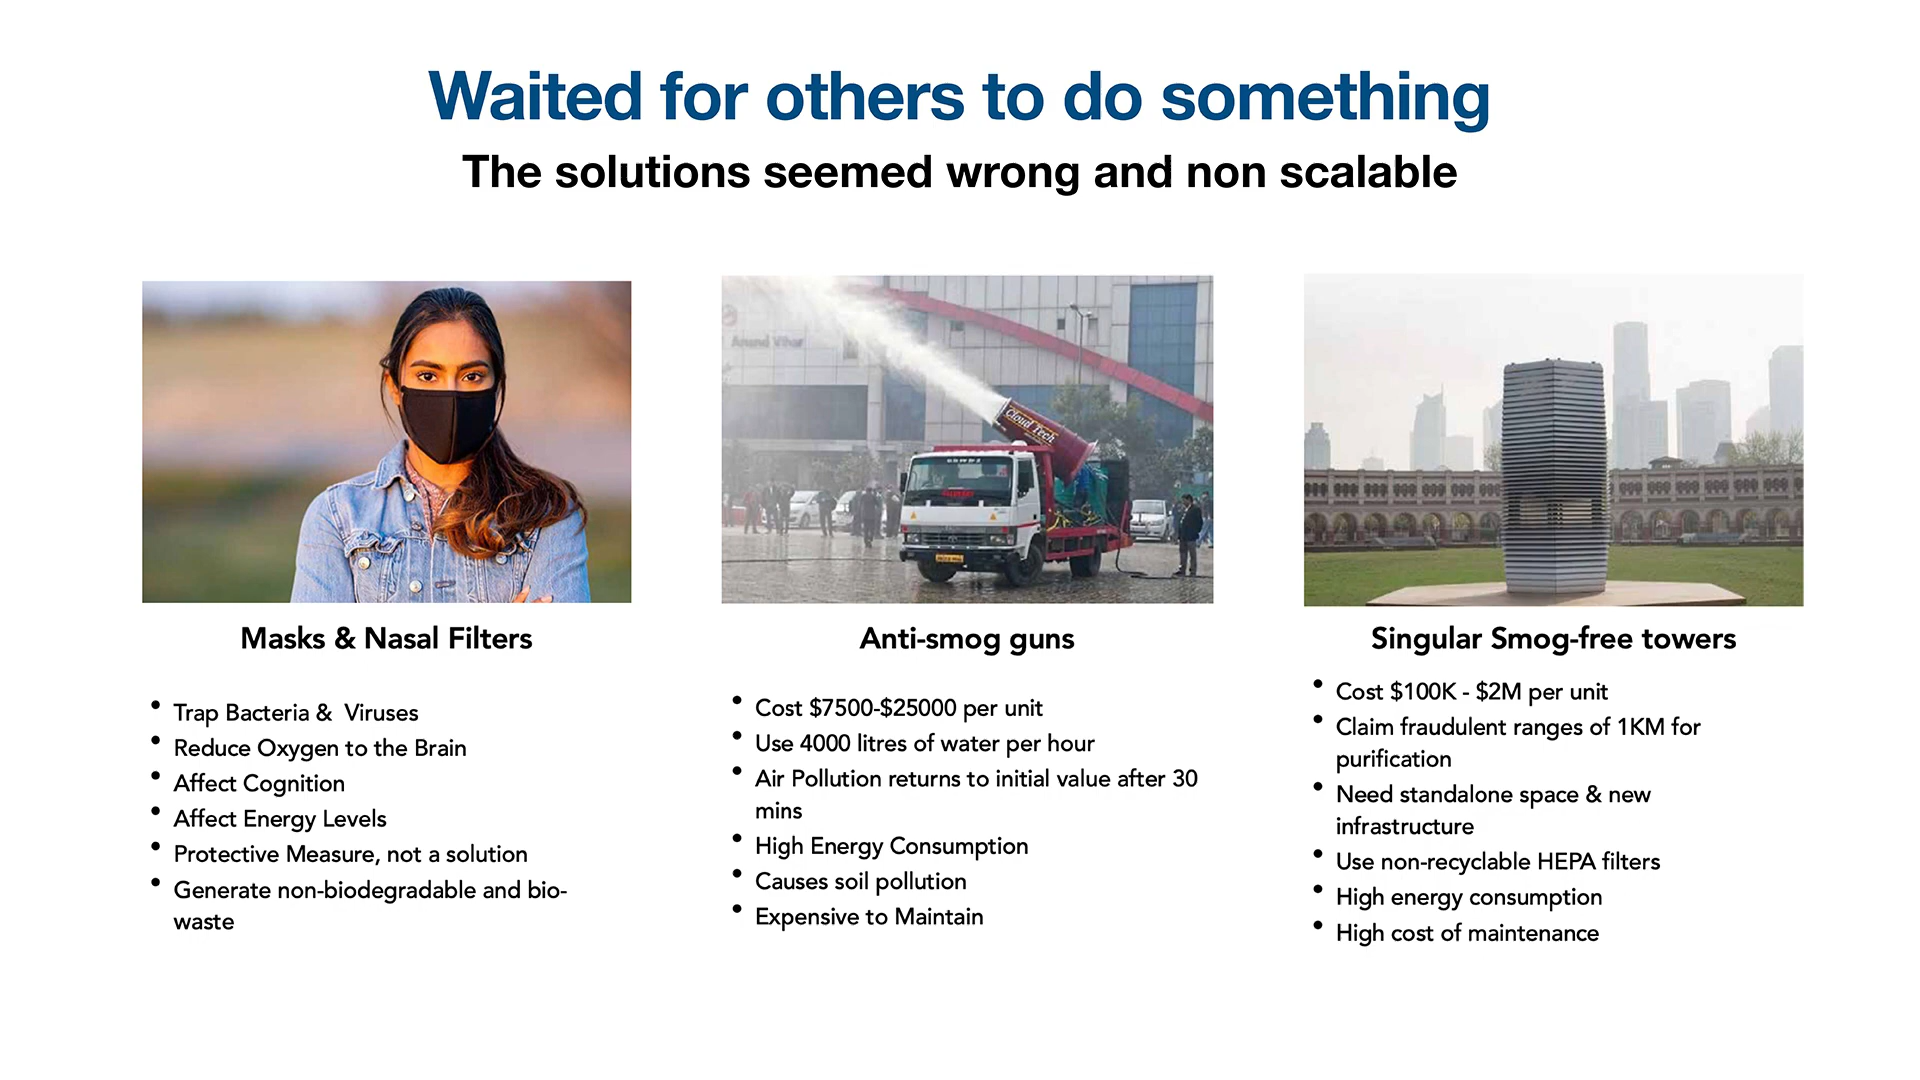 Waited for others to do something
The solutions seemed wrong and non scalable
Anand Vihar
Cloud Tech
Masks & Nasal Filters
• Trap Bacteria &  Viruses
• Reduce Oxygen to the Brain
• Affect Cognition
• Affect Energy Levels
• Protective Measure, not a solution
• Generate non-biodegradable and bio-
waste
Anti-smog guns
• Cost $7500-$25000 per unit
• Use 4000 litres of water per hour
• Air Pollution returns to initial value after 30
mins
• High Energy Consumption
• Causes soil pollution
• Expensive to Maintain
Singular Smog-free towers
• Cost $100K - $2M per unit
• Claim fraudulent ranges of 1KM for
purification
• Need standalone space & new
infrastructure
• Use non-recyclable HEPA filters
• High energy consumption
• High cost of maintenance